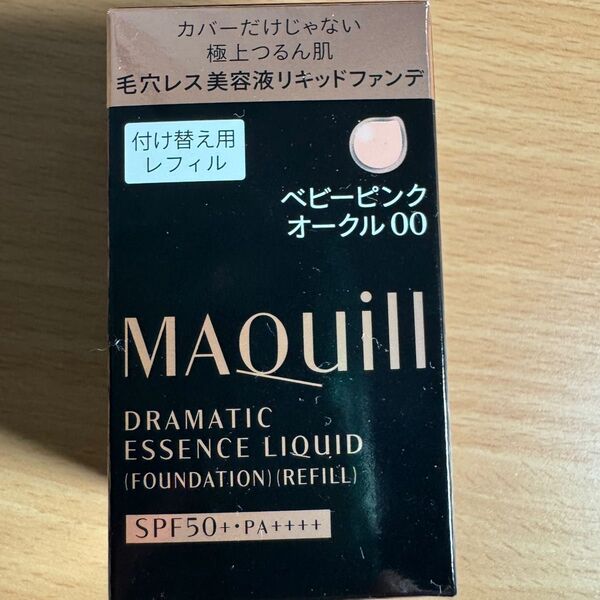 カバーだけじゃない
極上つるん肌
毛穴レス美容液リキッドファンデ
付け替え用
レフィル
ベビーピンク
オークル00
MAQuill
DRAMATIC
ESSENCE LIQUID
(FOUNDATION)(REFILL)
SPF50+・PA++++